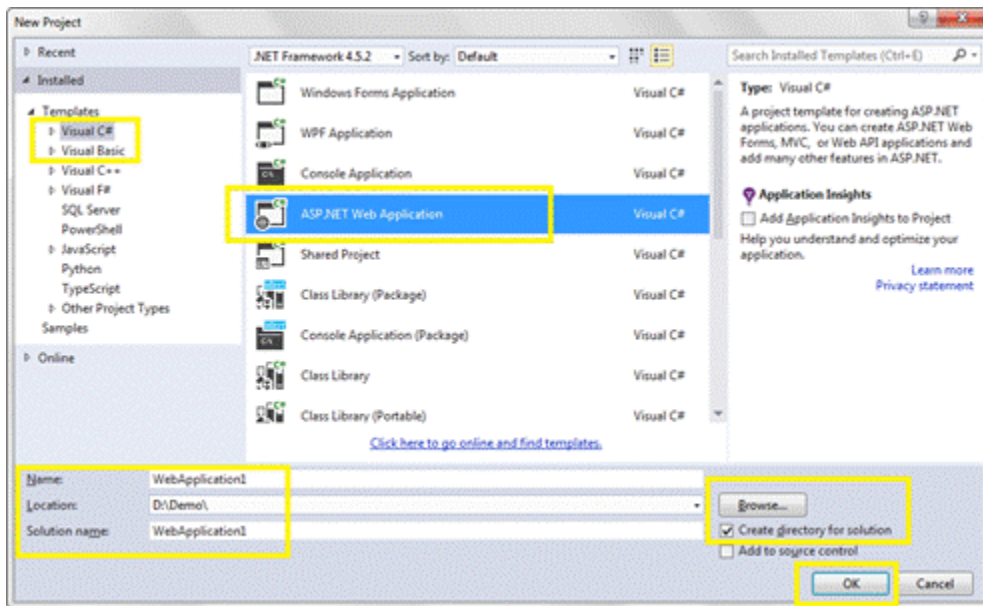 New Project
Recent
.NET Framework 4.5.2 Sort by: Default
Search Installed Templates (Ctrl+E)
Installed
Templates
Visual C#
Visual Basic
Visual C++
Visual F#
SQL Server
PowerShell
JavaScript
Python
TypeScript
Other Project Types
Samples
Online
Windows Forms Application Visual C#
WPF Application Visual C#
Console Application Visual C#
ASP.NET Web Application Visual C#
Shared Project Visual C#
Class Library (Package) Visual C#
Console Application (Package) Visual C#
Class Library Visual C#
Class Library (Portable) Visual C#
Click here to go online and find templates.
Type: Visual C#
A project template for creating ASP.NET
applications. You can create ASP.NET Web
Forms, MVC, or Web API applications and
add many other features in ASP.NET.
Application Insights
Add Application Insights to Project
Help you understand and optimize your
application.
Learn more
Privacy statement
Name: WebApplication1
Location: D:\Demo\
Solution name: WebApplication1
Browse...
Create directory for solution
Add to source control
OK Cancel